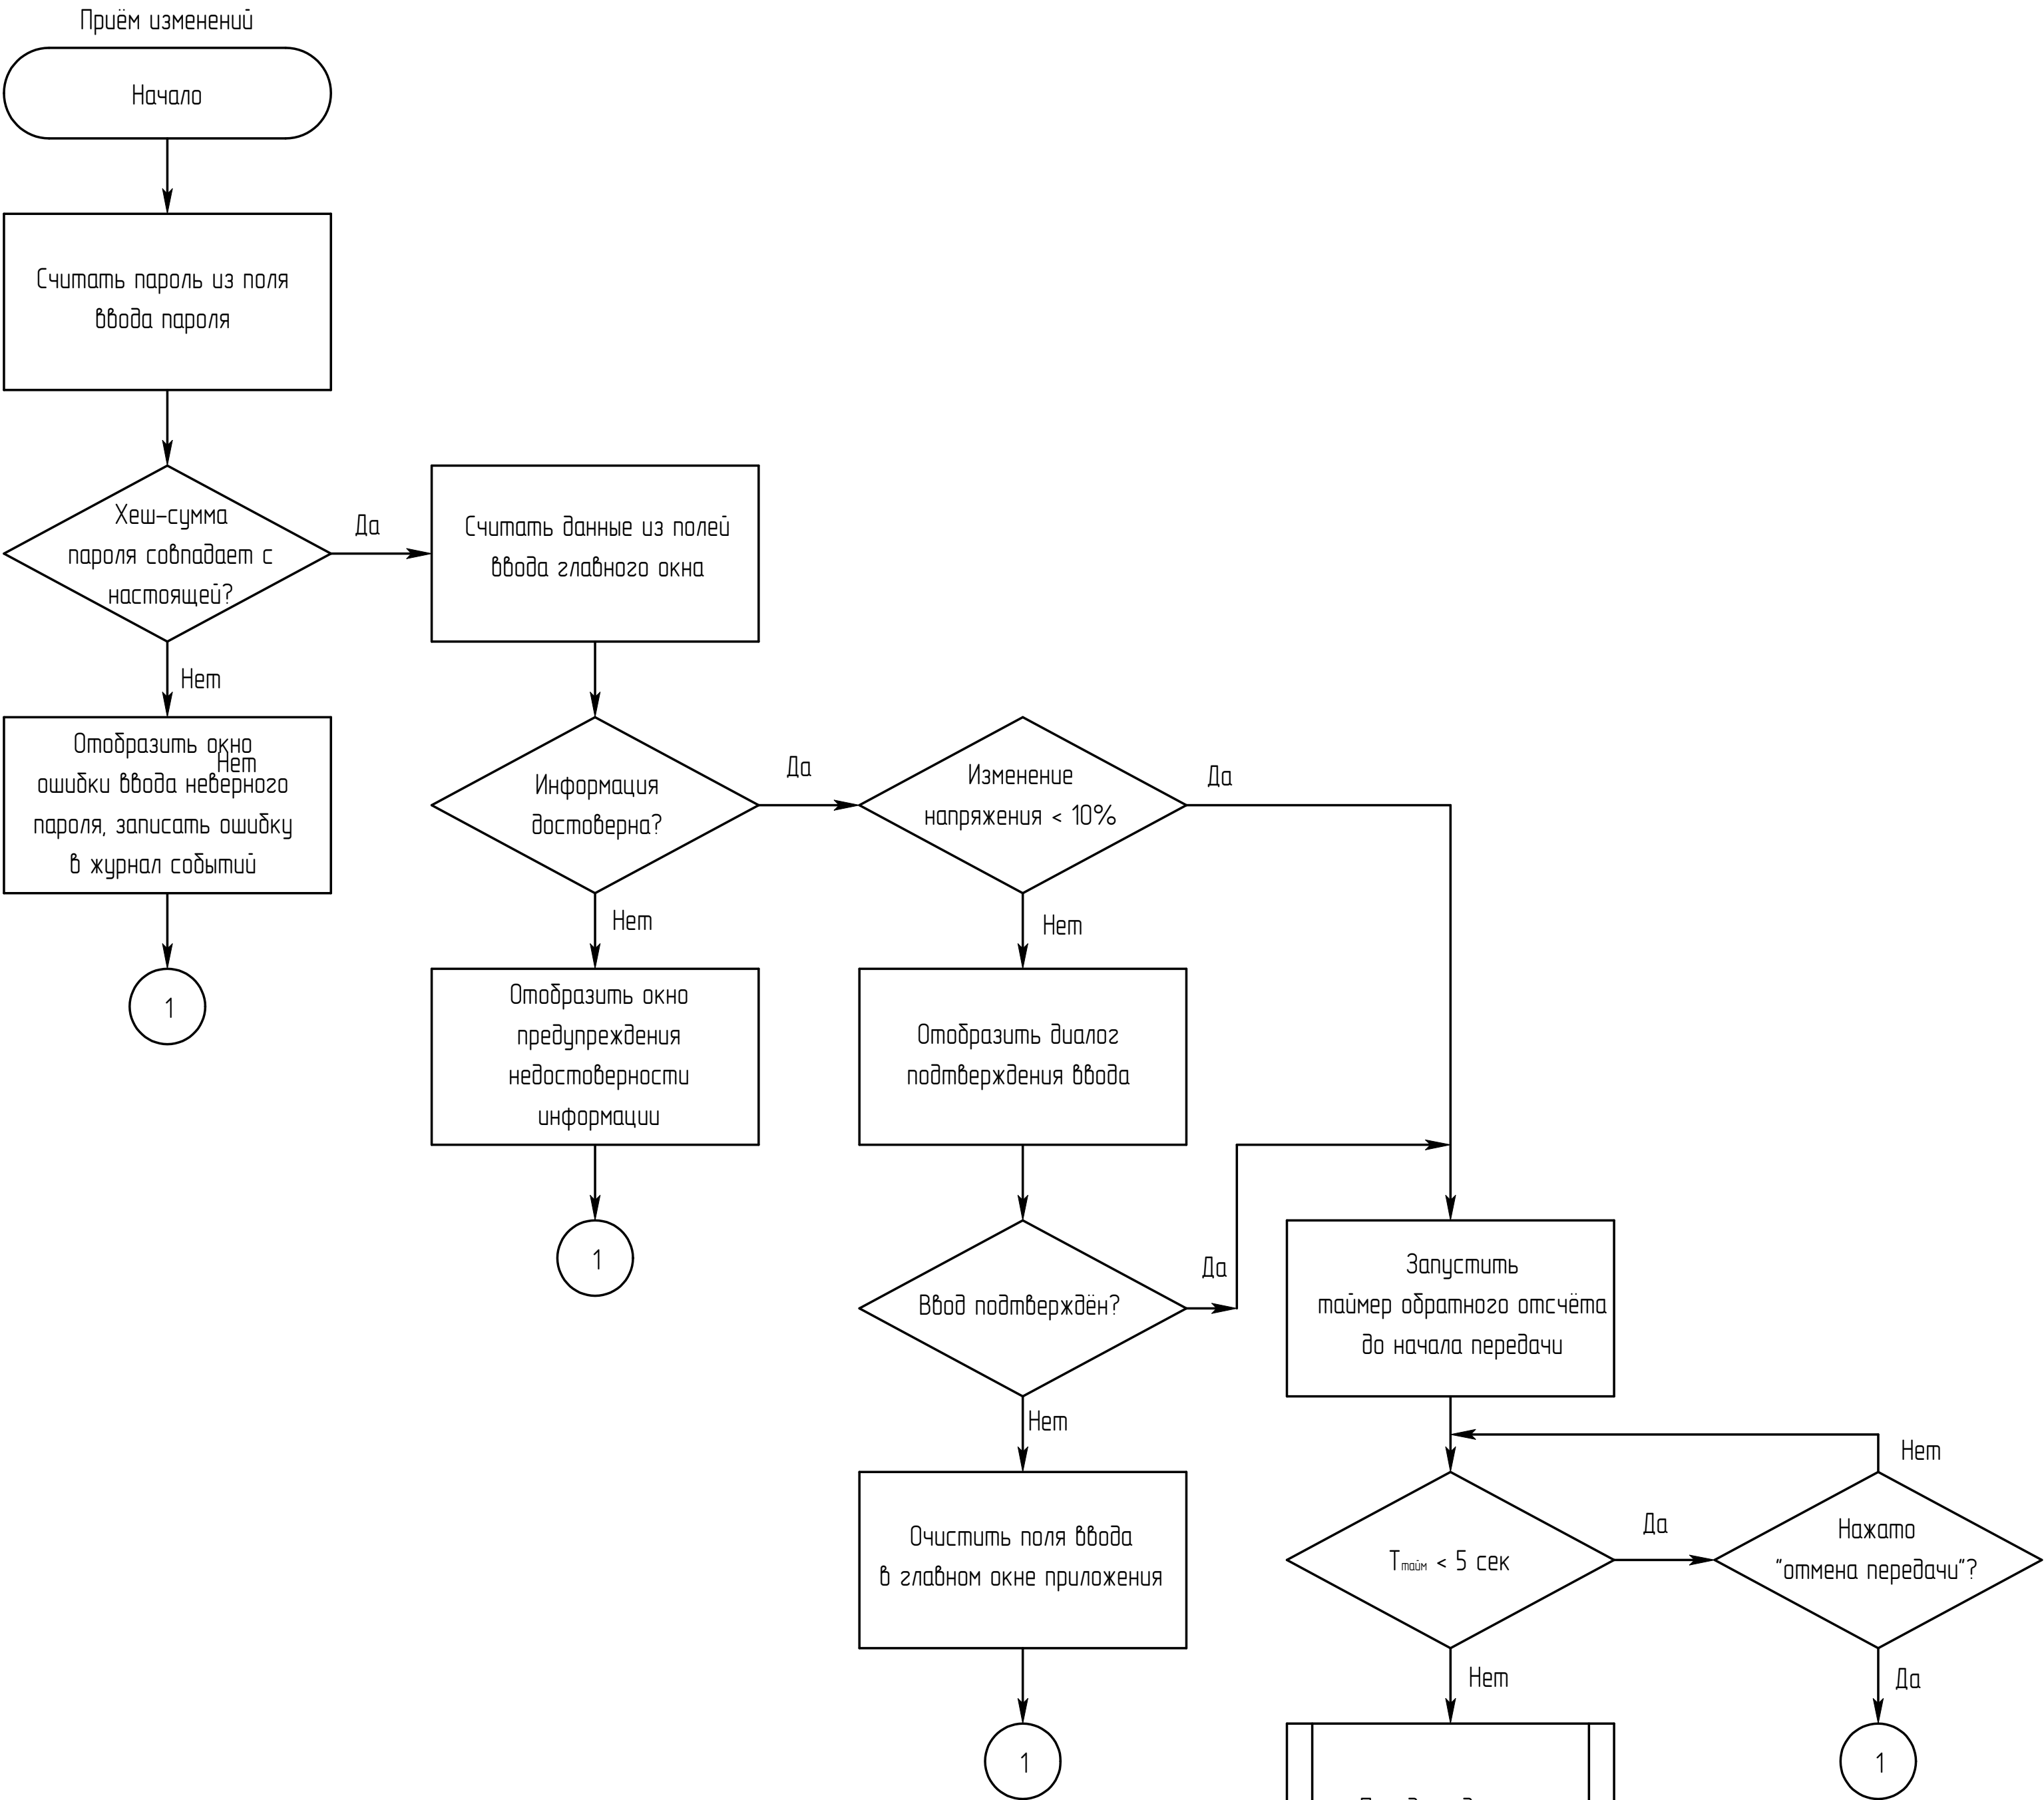 Приём изменений
Начало
Считать пароль из поля
ввода пароля
Хеш-сумма
пароля совпадает с
настоящей?
Да
Считать данные из полей
ввода главного окна
Нет
Отобразить окно
Нет
ошибки ввода неверного
пароля, записать ошибку
в журнал событий
1
Информация
достоверна?
Да
Изменение
напряжения < 10%
Да
Нет
Отобразить окно
предупреждения
недостоверности
информации
1
Нет
Отобразить диалог
подтверждения ввода
Ввод подтверждён?
Да
Запустить
таймер обратного отсчёта
до начала передачи
Нет
Очистить поля ввода
в главном окне приложения
1
Tтайм < 5 сек
Да
Нажато
"отмена передачи"?
Нет
Нет
Да
1